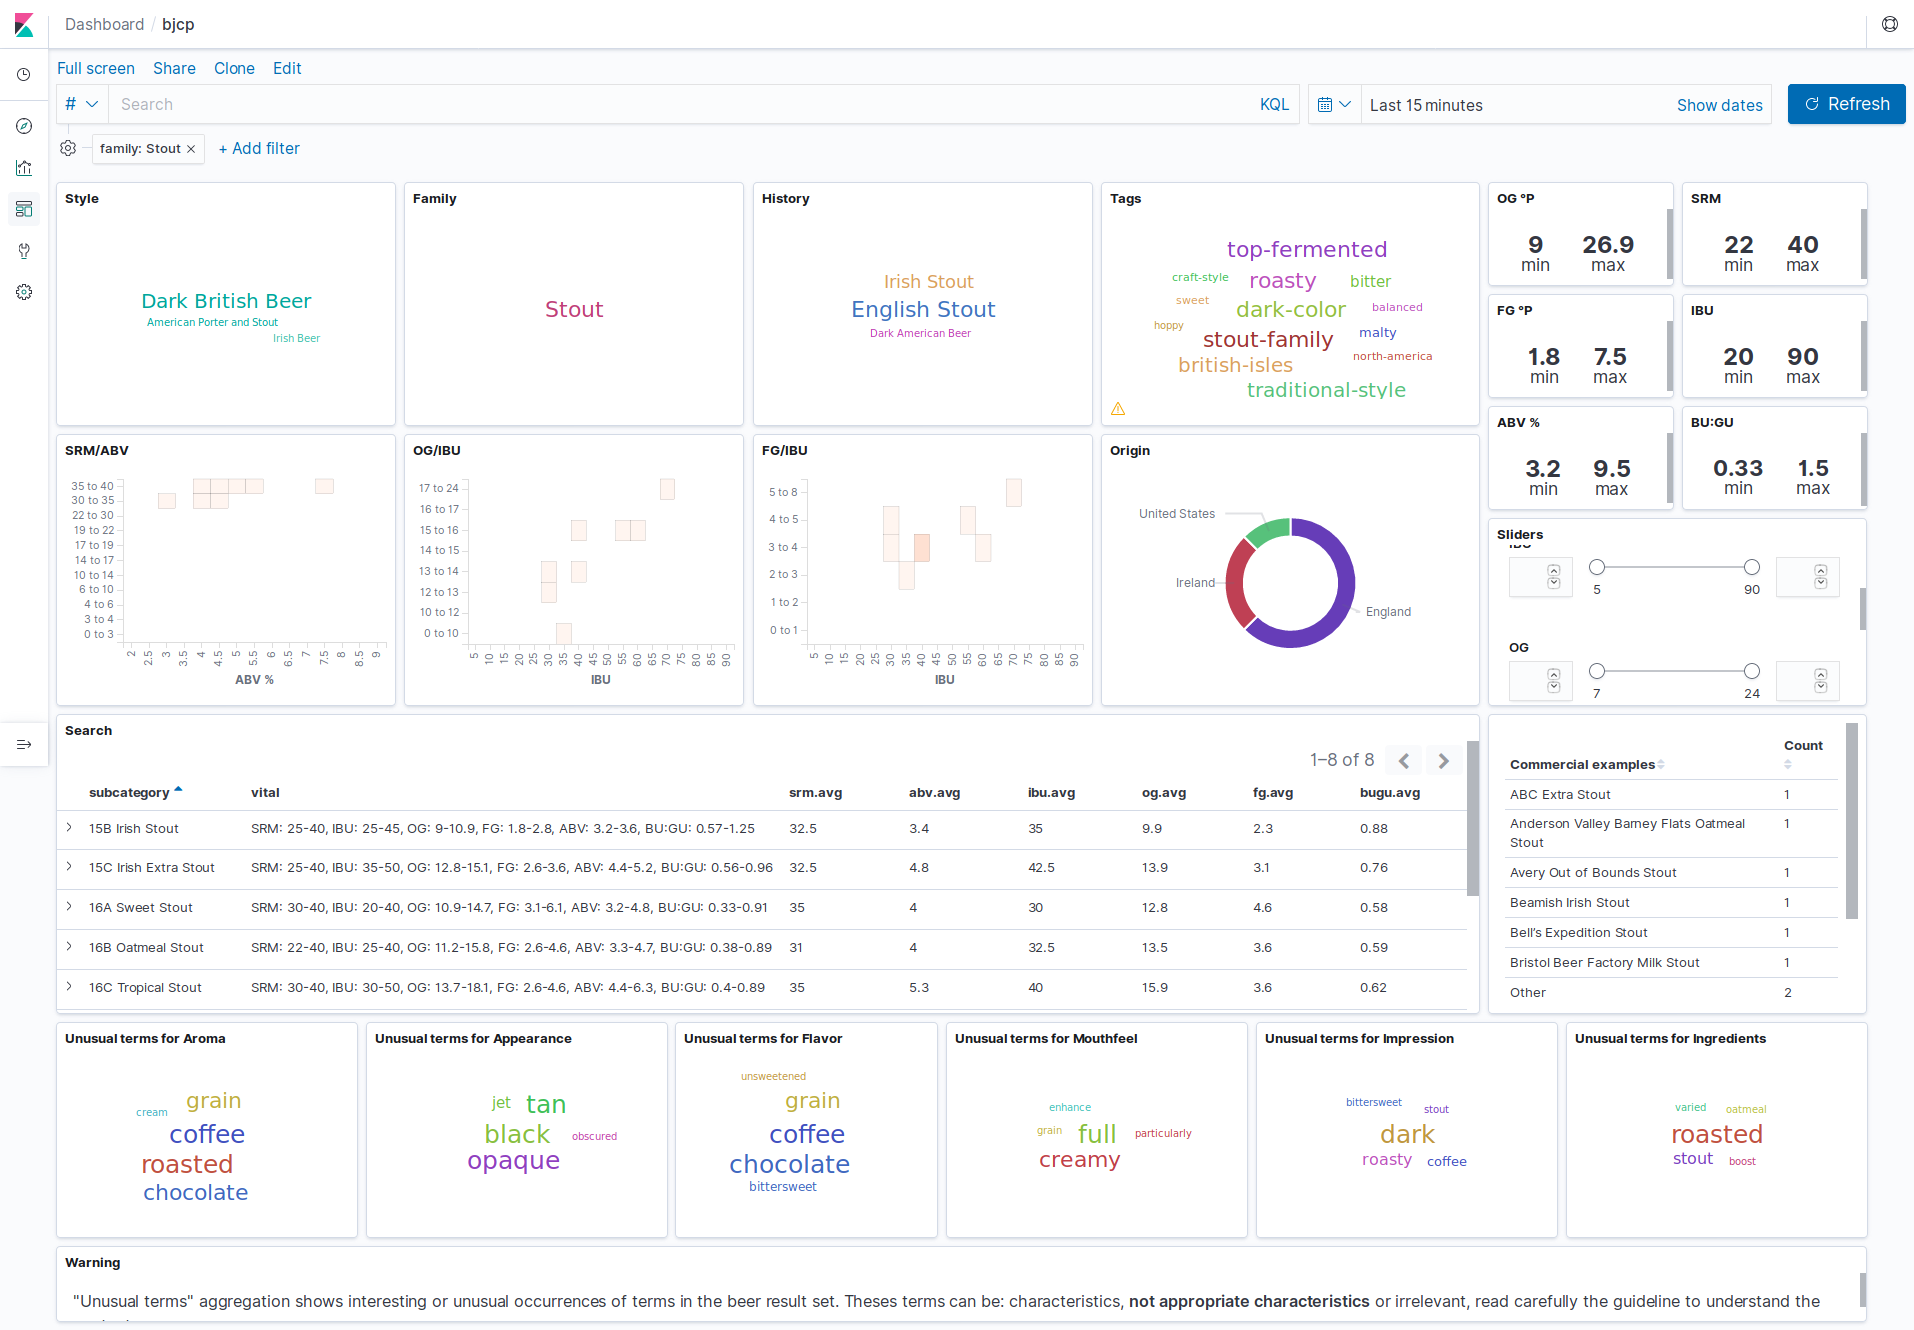 Dashboard / bjcp
Full screen Share Clone Edit
# Search KQL Last 15 minutes Show dates Refresh
family: Stout × + Add filter
Style
Dark British Beer
American Porter and Stout
Irish Beer
Family
Stout
History
Irish Stout
English Stout
Dark American Beer
Tags
top-fermented
craft-style roasty bitter
sweet dark-color balanced
hoppy stout-family malty
british-isles north-america
traditional-style
OG °P
9 26.9
min max
SRM
22 40
min max
FG °P
1.8 7.5
min max
IBU
20 90
min max
ABV %
3.2 9.5
min max
BU:GU
0.33 1.5
min max
SRM/ABV
35 to 40
30 to 35
22 to 30
19 to 22
17 to 19
14 to 17
10 to 14
6 to 10
4 to 6
3 to 4
0 to 3
2 2.5 3 3.5 4 4.5 5 5.5 6 6.5 7 7.5 8 8.5 9
ABV %
OG/IBU
17 to 24
16 to 17
15 to 16
14 to 15
13 to 14
12 to 13
10 to 12
0 to 10
5 10 15 20 25 30 35 40 45 50 55 60 65 70 75 80 85 90
IBU
FG/IBU
5 to 8
4 to 5
3 to 4
2 to 3
1 to 2
0 to 1
5 10 15 20 25 30 35 40 45 50 55 60 65 70 75 80 85 90
IBU
Origin
United States
Ireland
England
Sliders
IBU
5 90
OG
7 24
Search
1–8 of 8
subcategory vital srm.avg abv.avg ibu.avg og.avg fg.avg bugu.avg
15B Irish Stout SRM: 25-40, IBU: 25-45, OG: 9-10.9, FG: 1.8-2.8, ABV: 3.2-3.6, BU:GU: 0.57-1.25 32.5 3.4 35 9.9 2.3 0.88
15C Irish Extra Stout SRM: 25-40, IBU: 35-50, OG: 12.8-15.1, FG: 2.6-3.6, ABV: 4.4-5.2, BU:GU: 0.56-0.96 32.5 4.8 42.5 13.9 3.1 0.76
16A Sweet Stout SRM: 30-40, IBU: 20-40, OG: 10.9-14.7, FG: 3.1-6.1, ABV: 3.2-4.8, BU:GU: 0.33-0.91 35 4 30 12.8 4.6 0.58
16B Oatmeal Stout SRM: 22-40, IBU: 25-40, OG: 11.2-15.8, FG: 2.6-4.6, ABV: 3.3-4.7, BU:GU: 0.38-0.89 31 4 32.5 13.5 3.6 0.59
16C Tropical Stout SRM: 30-40, IBU: 30-50, OG: 13.7-18.1, FG: 2.6-4.6, ABV: 4.4-6.3, BU:GU: 0.4-0.89 35 5.3 40 15.9 3.6 0.62
Commercial examples Count
ABC Extra Stout 1
Anderson Valley Barney Flats Oatmeal 1
Stout
Avery Out of Bounds Stout 1
Beamish Irish Stout 1
Bell's Expedition Stout 1
Bristol Beer Factory Milk Stout 1
Other 2
Unusual terms for Aroma
cream grain
coffee
roasted
chocolate
Unusual terms for Appearance
jet tan
black obscured
opaque
Unusual terms for Flavor
unsweetened
grain
coffee
chocolate
bittersweet
Unusual terms for Mouthfeel
enhance
grain full particularly
creamy
Unusual terms for Impression
bittersweet stout
dark
roasty coffee
Unusual terms for Ingredients
varied oatmeal
roasted
stout boost
Warning
"Unusual terms" aggregation shows interesting or unusual occurrences of terms in the beer result set. Theses terms can be: characteristics, not appropriate characteristics or irrelevant, read carefully the guideline to understand the